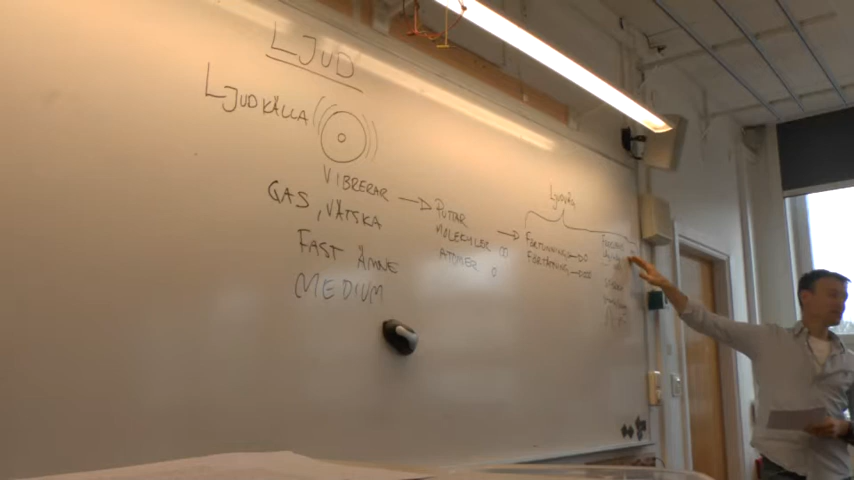 LJUD
LJUDKÄLLA
VIBRERAR
GAS, VÄTSKA
FAST ÄMNE
MEDIUM
PUTTAR
MOLEKYLER
ATOMER
LJUDVÅG
FÖRTUNNING
FÖRTÄTNING